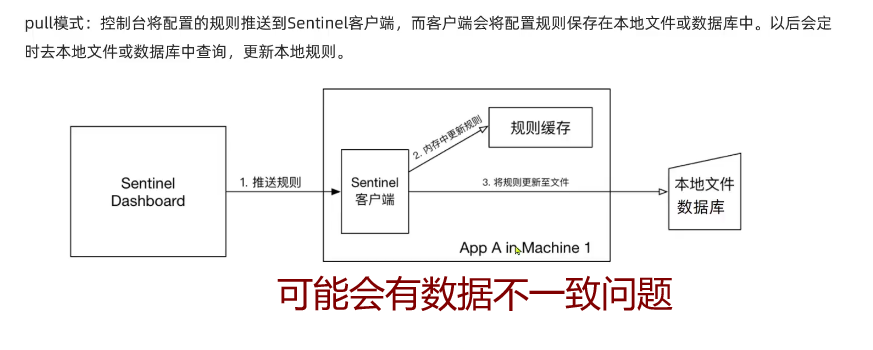 pull模式：控制台将配置的规则推送到Sentinel客户端，而客户端会将配置规则保存在本地文件或数据库中。以后会定
时去本地文件或数据库中查询，更新本地规则。
Sentinel
Dashboard
1. 推送规则
Sentinel
客户端
2. 内存中更新规则
规则缓存
3. 将规则更新至文件
本地文件
数据库
App A in Machine 1
可能会有数据不一致问题